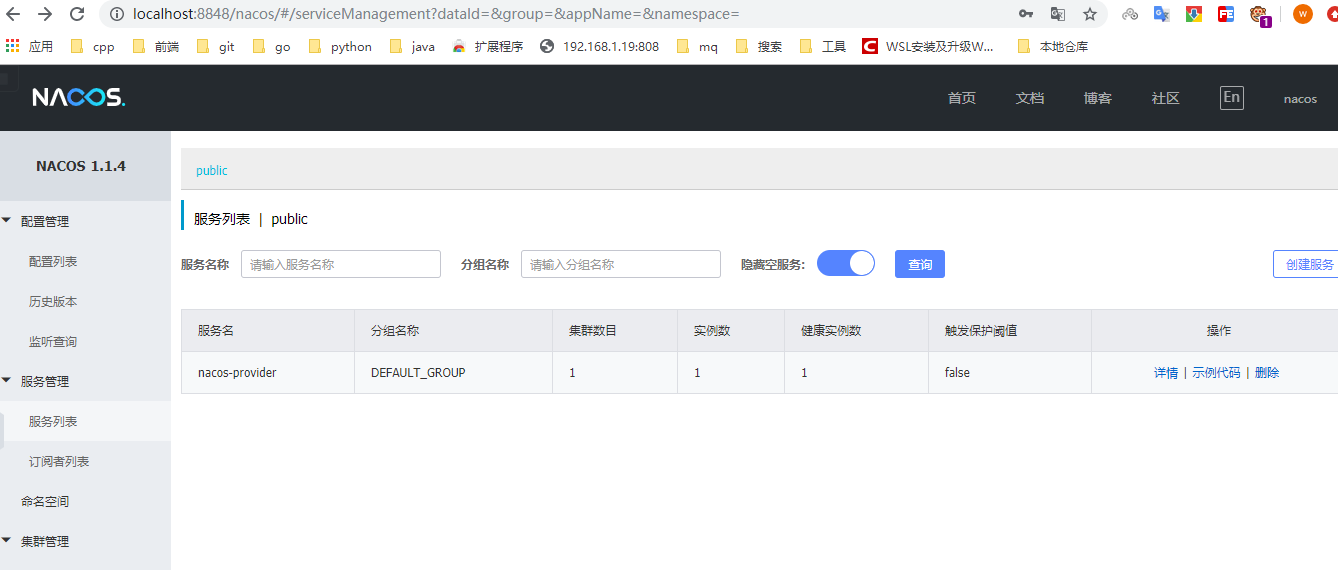 localhost:8848/nacos/#/serviceManagement?dataId=&group=&appName=&namespace=
1
W
应用 cpp 前端 git go python java 扩展程序 192.168.1.19:808 mq 搜索 工具 WSL安装及升级W... 本地仓库
NACOS. 首页 文档 博客 社区 En nacos
NACOS 1.1.4
配置管理
配置列表
历史版本
监听查询
服务管理
服务列表
订阅者列表
命名空间
集群管理
public
服务列表 | public
服务名称 请输入服务名称 分组名称 请输入分组名称 隐藏空服务: 查询 创建服务
服务名 分组名称 集群数目 实例数 健康实例数 触发保护阈值 操作
nacos-provider DEFAULT_GROUP 1 1 1 false 详情 | 示例代码 | 删除